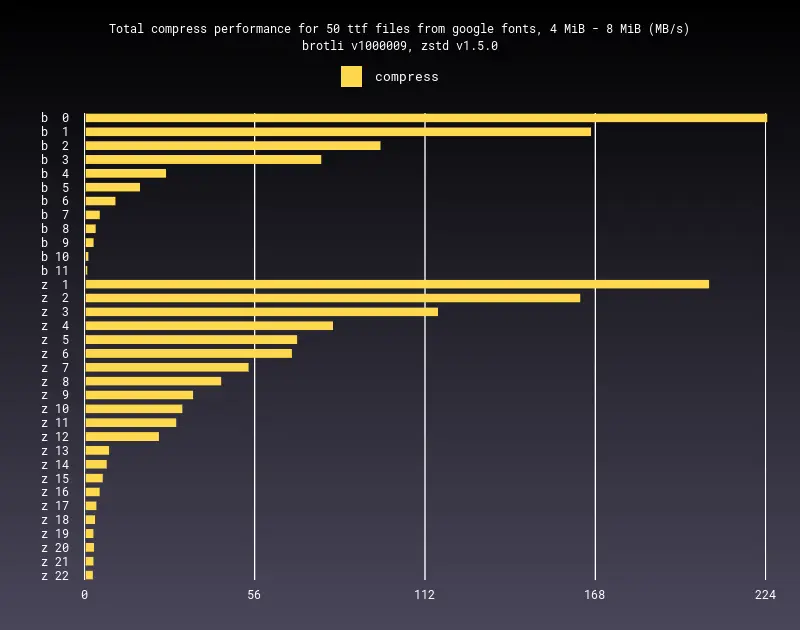 Total compress performance for 50 ttf files from google fonts, 4 MiB - 8 MiB (MB/s)
brotli v1000009, zstd v1.5.0
compress
b 0
b 1
b 2
b 3
b 4
b 5
b 6
b 7
b 8
b 9
b 10
b 11
z 1
z 2
z 3
z 4
z 5
z 6
z 7
z 8
z 9
z 10
z 11
z 12
z 13
z 14
z 15
z 16
z 17
z 18
z 19
z 20
z 21
z 22
0 56 112 168 224